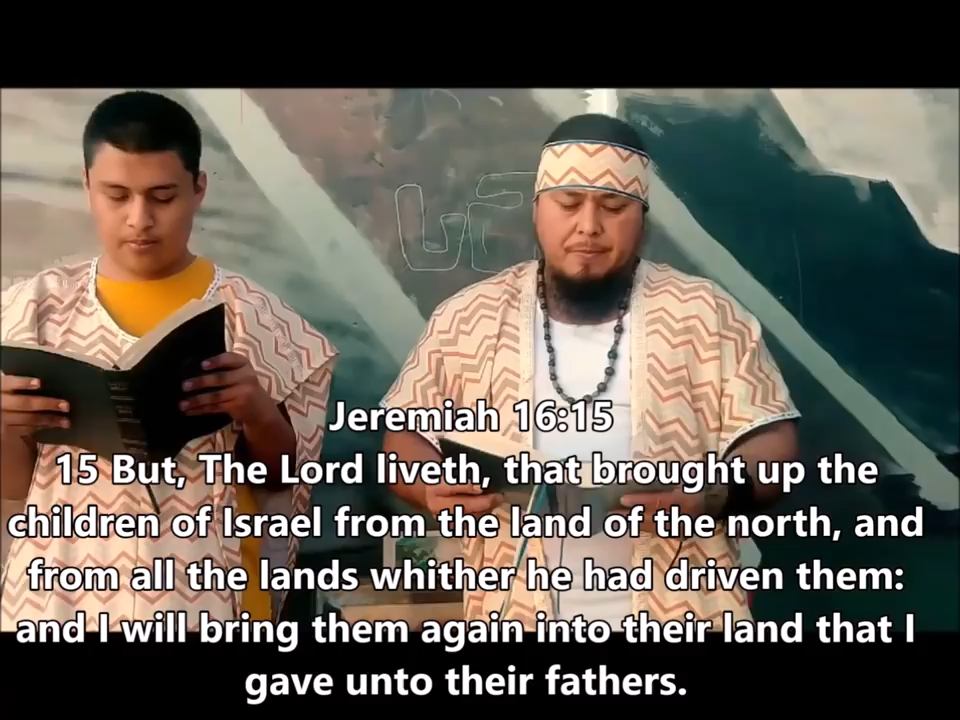 Jeremiah 16:15
15 But, The Lord liveth, that brought up the
children of Israel from the land of the north, and
from all the lands whither he had driven them:
and I will bring them again into their land that I
gave unto their fathers.